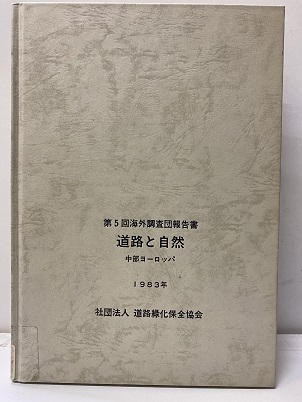 第5回海外調査団報告書
道路と自然
中部ヨーロッパ
1983年
社団法人 道路緑化保全協会